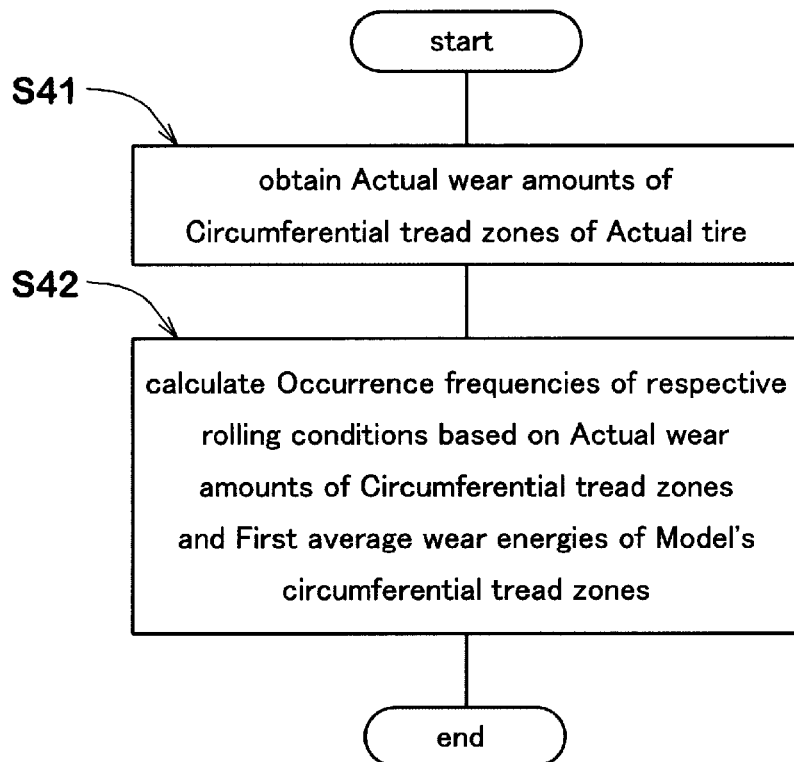 start
S41
obtain Actual wear amounts of
Circumferential tread zones of Actual tire
S42
calculate Occurrence frequencies of respective
rolling conditions based on Actual wear
amounts of Circumferential tread zones
and First average wear energies of Model's
circumferential tread zones
end